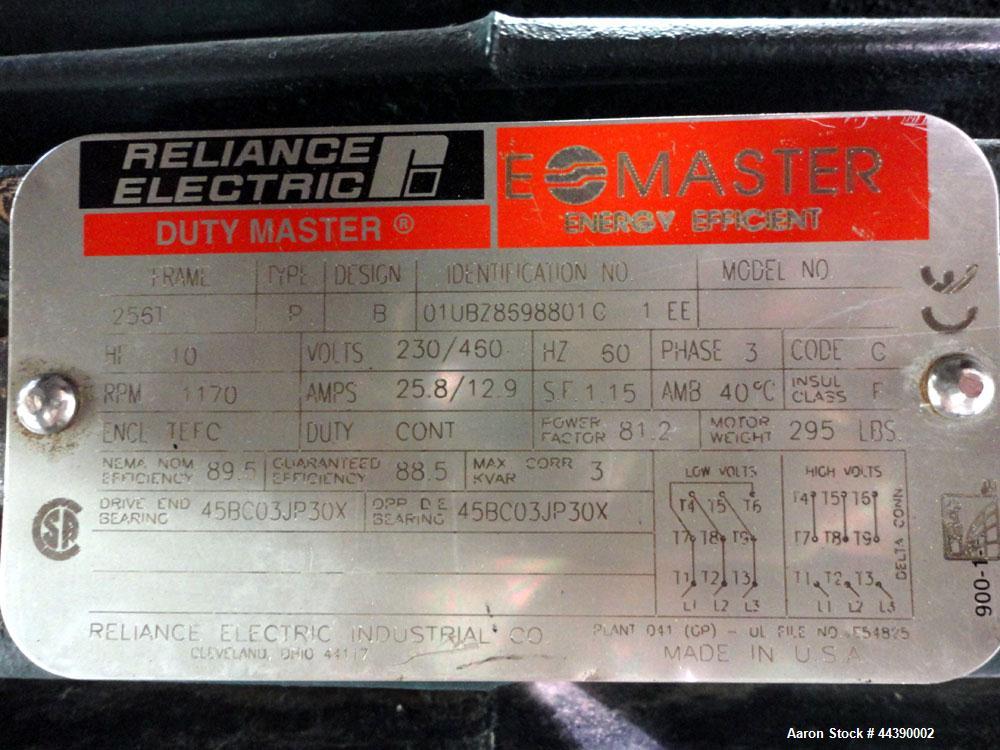 RELIANCE ELECTRIC
DUTY MASTER ®
E MASTER
ENERGY EFFICIENT
FRAME TYPE DESIGN IDENTIFICATION NO. MODEL NO.
256T P B 01UBZ8698801C 1 EE
HP 10 VOLTS 230/460 HZ 60 PHASE 3 CODE G
RPM 1170 AMPS 25.8/12.9 S.F. 1.15 AMB 40°C INSUL CLASS F
ENCL TEFC DUTY CONT POWER FACTOR 81.2 MOTOR WEIGHT 295 LBS.
NEMA NOM EFFICIENCY 89.5 GUARANTEED EFFICIENCY 88.5 MAX CORR KVAR 3
DRIVE END BEARING 45BC03JP30X OPP D E BEARING 45BC03JP30X
LOW VOLTS
T4 T5 T6
T7 T8 T9
T1 T2 T3
L1 L2 L3
HIGH VOLTS
T4 T5 T6
T7 T8 T9
T1 T2 T3
L1 L2 L3
DELTA CONN
CE
SA
RELIANCE ELECTRIC INDUSTRIAL CO
CLEVELAND, OHIO 44117
PLANT 041 (GP) - UL FILE NO. E54825
MADE IN U.S.A
900-1-
Aaron Stock # 44390002